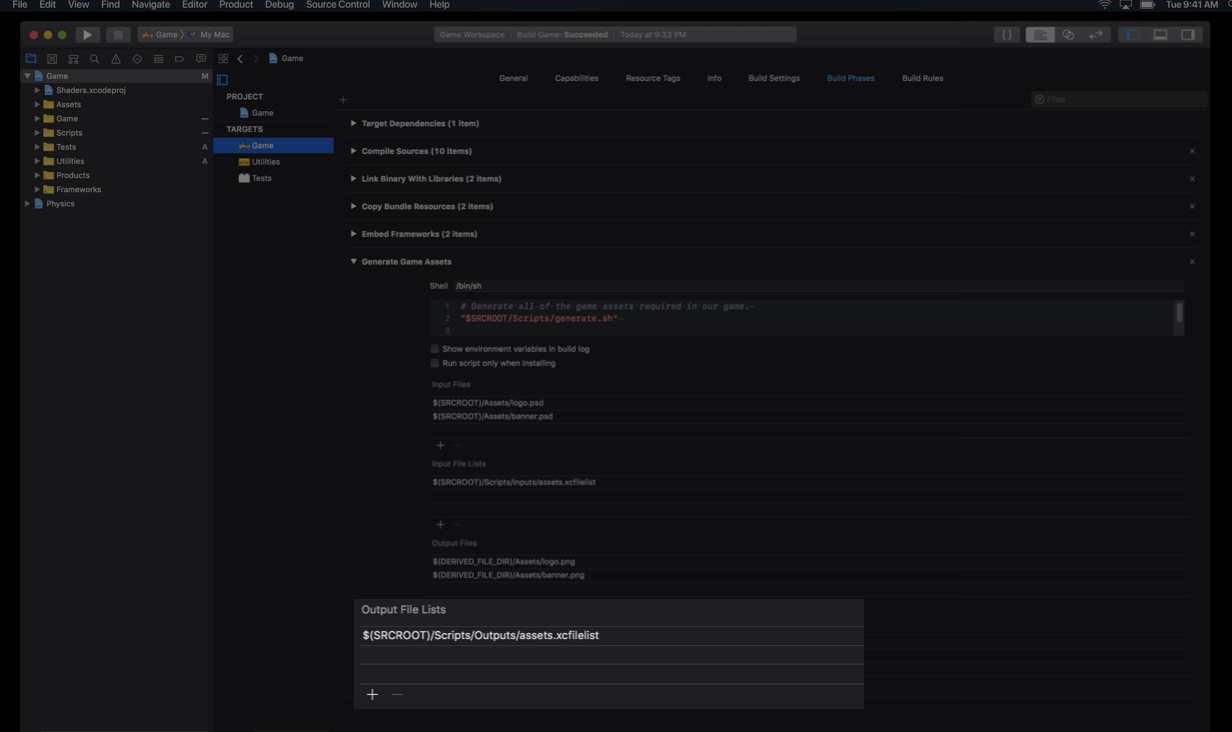 File Edit View Find Navigate Editor Product Debug Source Control Window Help Tue 9:41 AM
Game My Mac Game Workspace | Build Game: Succeeded | Today at 9:33 PM
Game
Game M
Shaders.xcodeproj
Assets
Game
Scripts
Tests A
Utilities A
Products
Frameworks
Physics
PROJECT
Game
TARGETS
Game
Utilities
Tests
General Capabilities Resource Tags Info Build Settings Build Phases Build Rules
Filter
Target Dependencies (1 item)
Compile Sources (10 items)
Link Binary With Libraries (2 items)
Copy Bundle Resources (2 items)
Embed Frameworks (2 items)
Generate Game Assets
Shell /bin/sh
1 # Generate all of the game assets required in our game.
2 "$SRCROOT/Scripts/generate.sh"
3
Show environment variables in build log
Run script only when installing
Input Files
$(SRCROOT)/Assets/logo.psd
$(SRCROOT)/Assets/banner.psd
Input File Lists
$(SRCROOT)/Scripts/Inputs/assets.xcfilelist
Output Files
$(DERIVED_FILE_DIR)/Assets/logo.png
$(DERIVED_FILE_DIR)/Assets/banner.png
Output File Lists
$(SRCROOT)/Scripts/Outputs/assets.xcfilelist